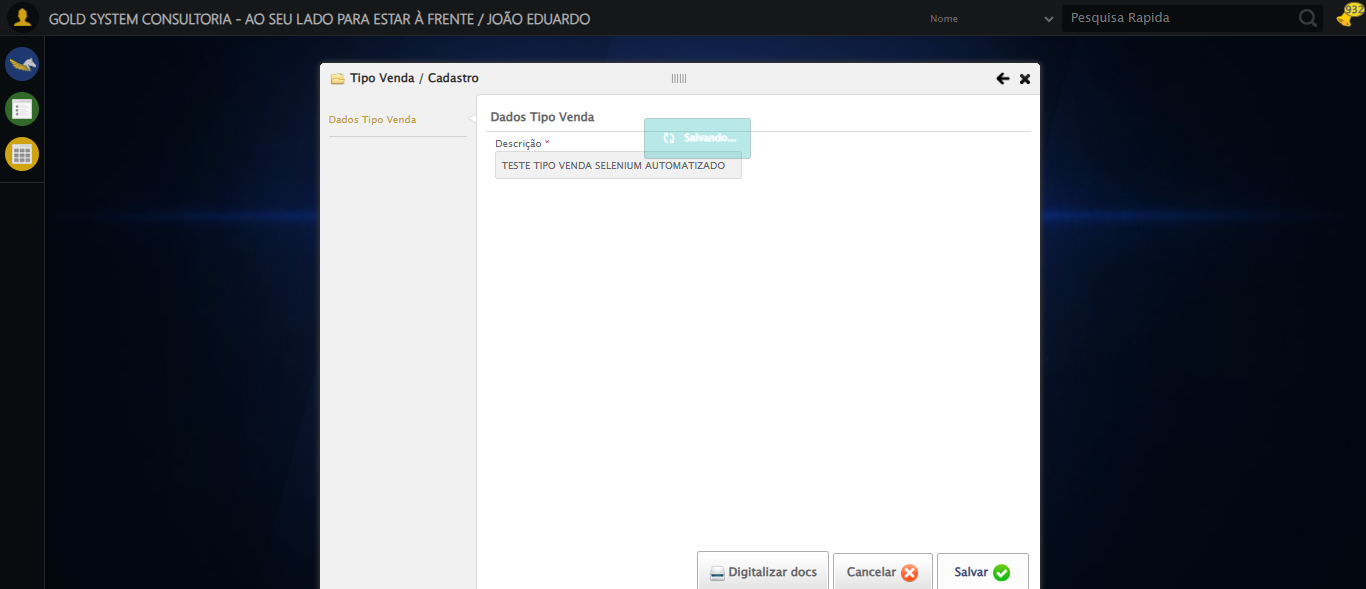 GOLD SYSTEM CONSULTORIA - AO SEU LADO PARA ESTAR À FRENTE / JOÃO EDUARDO
Nome
Pesquisa Rapida
932
Tipo Venda / Cadastro
Dados Tipo Venda
Dados Tipo Venda
Salvando...
Descrição *
TESTE TIPO VENDA SELENIUM AUTOMATIZADO
Digitalizar docs
Cancelar
Salvar